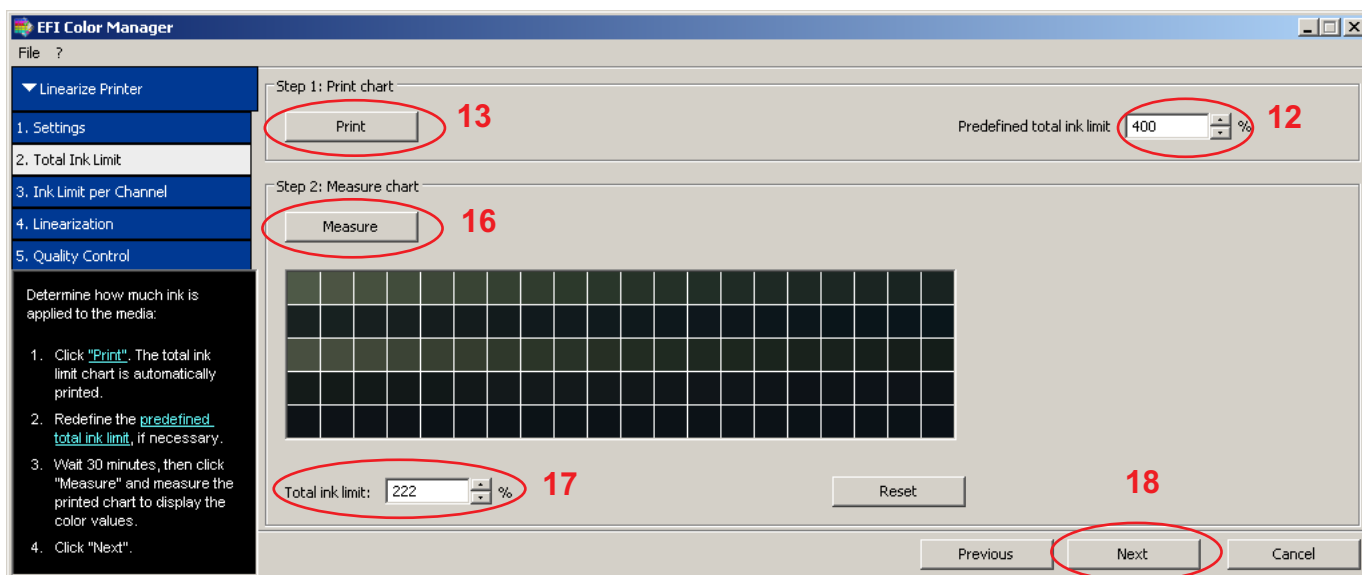 EFI Color Manager
File ?
Linearize Printer
1. Settings
2. Total Ink Limit
3. Ink Limit per Channel
4. Linearization
5. Quality Control
Determine how much ink is
applied to the media:
1. Click "Print". The total ink
limit chart is automatically
printed.
2. Redefine the predefined
total ink limit, if necessary.
3. Wait 30 minutes, then click
"Measure" and measure the
printed chart to display the
color values.
4. Click "Next".
Step 1: Print chart
Print 13 Predefined total ink limit 400 % 12
Step 2: Measure chart
Measure 16
Total ink limit: 222 % 17 Reset
18
Previous Next Cancel